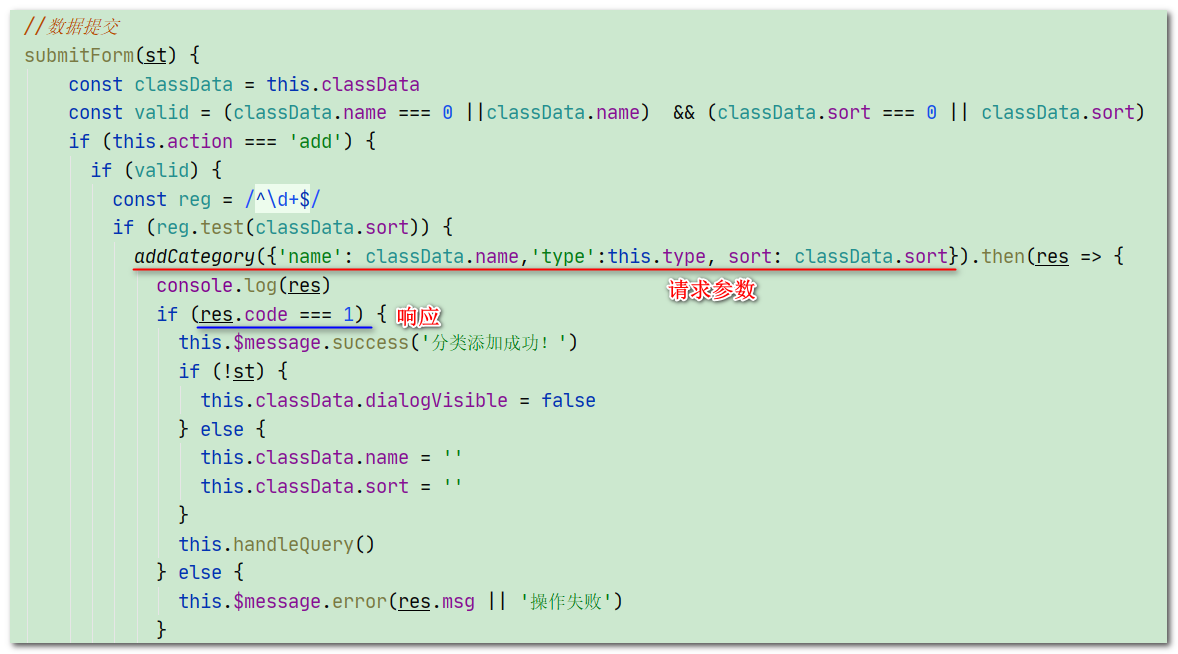 //数据提交
submitForm(st) {
    const classData = this.classData
    const valid = (classData.name === 0 ||classData.name)  && (classData.sort === 0 || classData.sort)
    if (this.action === 'add') {
      if (valid) {
        const reg = /^\d+$/
        if (reg.test(classData.sort)) {
          addCategory({'name': classData.name,'type':this.type, sort: classData.sort}).then(res => {
请求参数
            console.log(res)
            if (res.code === 1) { 响应
              this.$message.success('分类添加成功！')
              if (!st) {
                this.classData.dialogVisible = false
              } else {
                this.classData.name = ''
                this.classData.sort = ''
              }
              this.handleQuery()
            } else {
              this.$message.error(res.msg || '操作失败')
            }